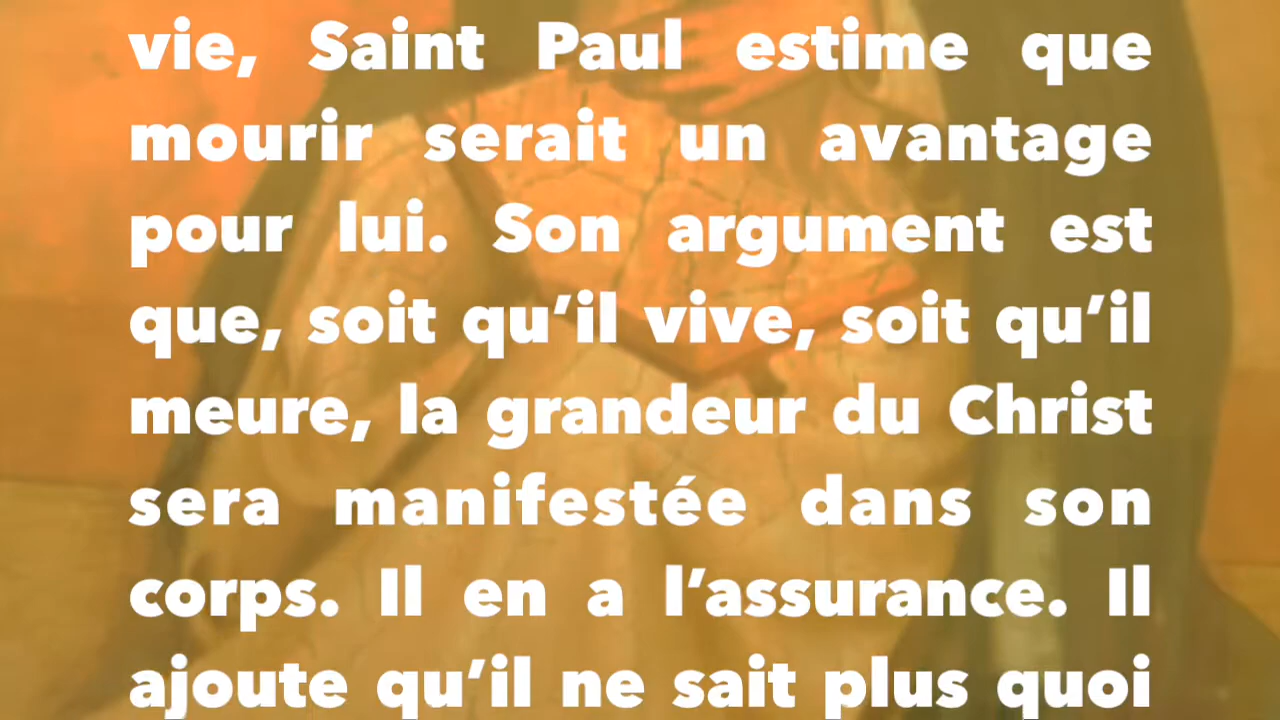 vie, Saint Paul estime que
mourir serait un avantage
pour lui. Son argument est
que, soit qu’il vive, soit qu’il
meure, la grandeur du Christ
sera manifestée dans son
corps. Il en a l’assurance. Il
ajoute qu’il ne sait plus quoi